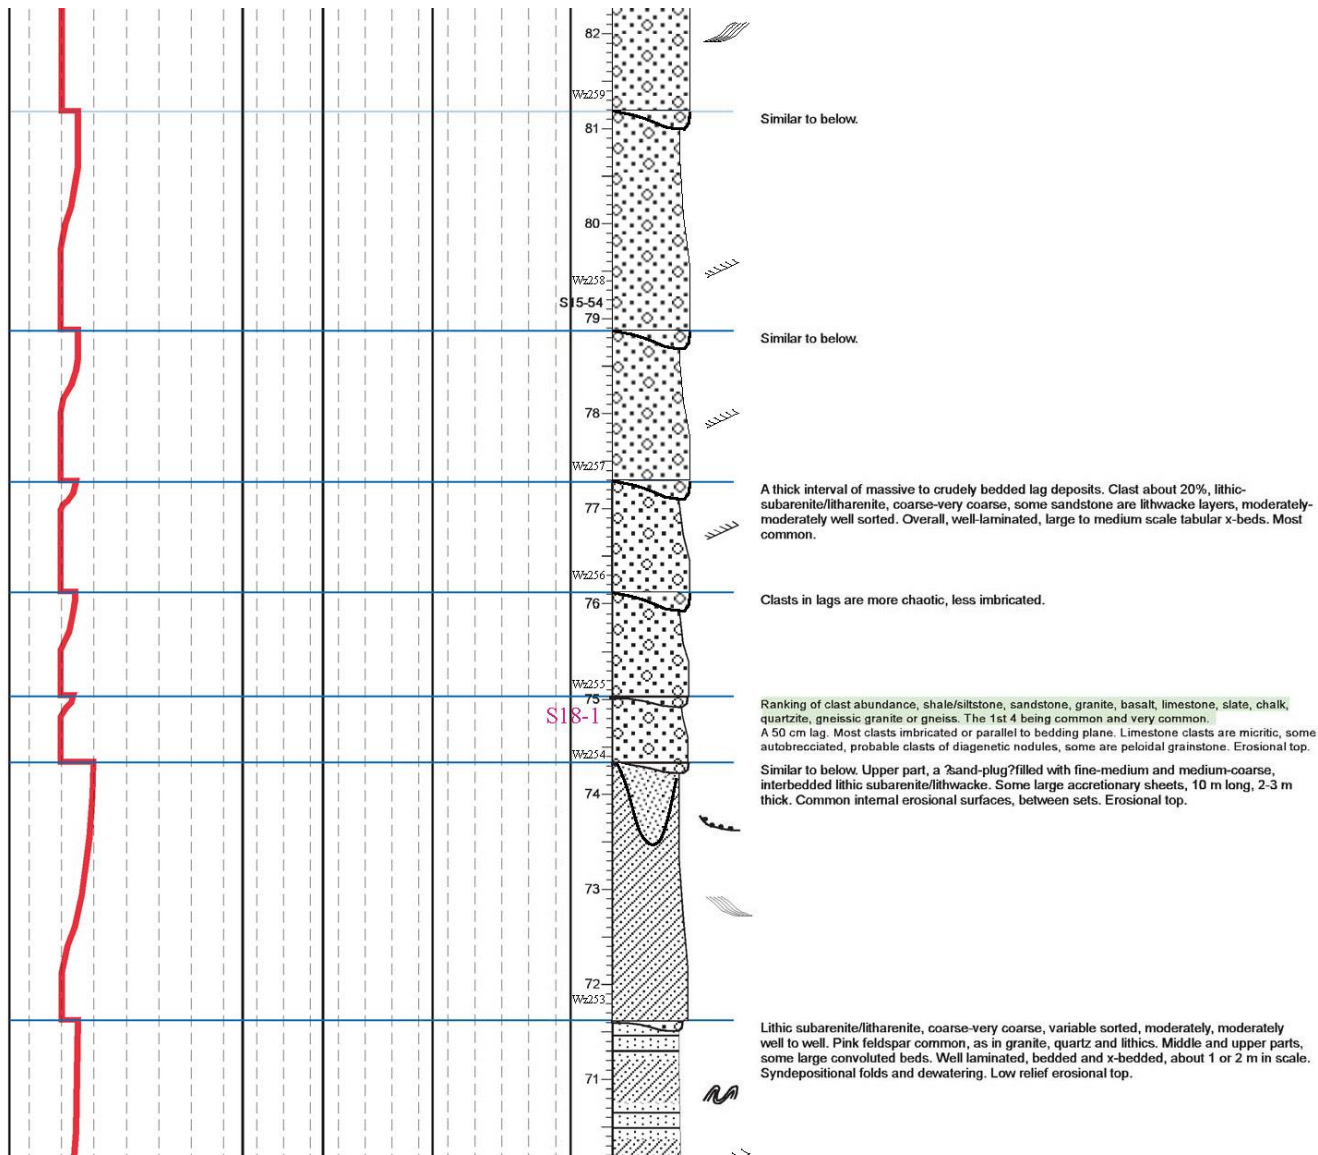 82
Wz259
Similar to below.
81
80
Wz258
S15-54
79
Similar to below.
78
Wz257
A thick interval of massive to crudely bedded lag deposits. Clast about 20%, lithic-
subarenite/litharenite, coarse-very coarse, some sandstone are lithwacke layers, moderately-
moderately well sorted. Overall, well-laminated, large to medium scale tabular x-beds. Most
common.
77
Wz256
76
Clasts in lags are more chaotic, less imbricated.
Wz255
75
Ranking of clast abundance, shale/siltstone, sandstone, granite, basalt, limestone, slate, chalk,
quartzite, gneissic granite or gneiss. The 1st 4 being common and very common.
S18-1
A 50 cm lag. Most clasts imbricated or parallel to bedding plane. Limestone clasts are micritic, some
autobrecciated, probable clasts of diagenetic nodules, some are peloidal grainstone. Erosional top.
Wz254
Similar to below. Upper part, a ?sand-plug?filled with fine-medium and medium-coarse,
interbedded lithic subarenite/lithwacke. Some large accretionary sheets, 10 m long, 2-3 m
thick. Common internal erosional surfaces, between sets. Erosional top.
74
73
72
Wz253
Lithic subarenite/litharenite, coarse-very coarse, variable sorted, moderately, moderately
well to well. Pink feldspar common, as in granite, quartz and lithics. Middle and upper parts,
some large convoluted beds. Well laminated, bedded and x-bedded, about 1 or 2 m in scale.
Syndepositional folds and dewatering. Low relief erosional top.
71